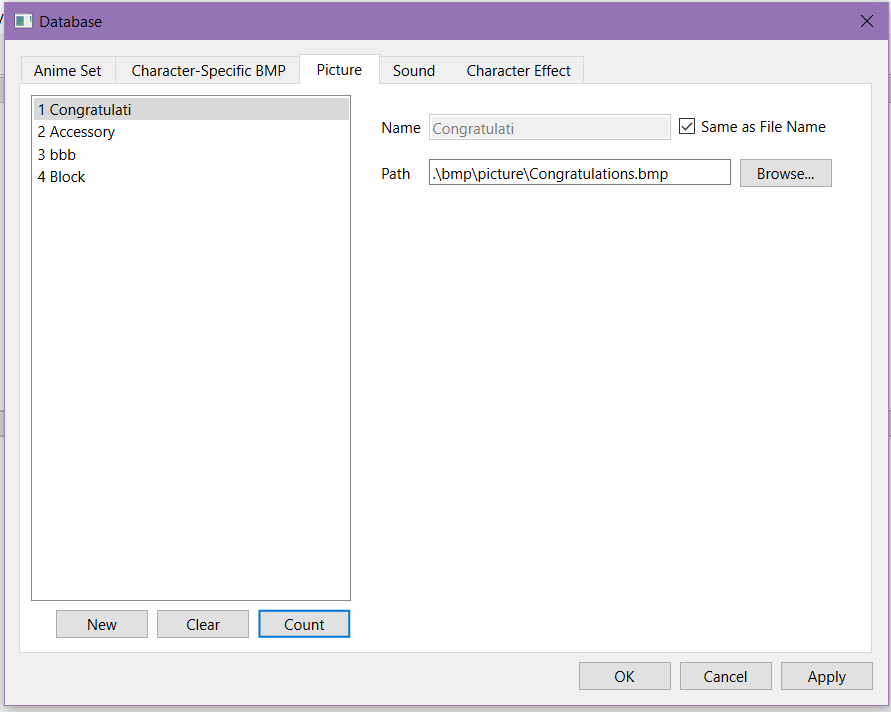 Database
Anime Set Character-Specific BMP Picture Sound Character Effect
1 Congratulati
2 Accessory
3 bbb
4 Block
Name Congratulati Same as File Name
Path .\bmp\picture\Congratulations.bmp Browse...
New Clear Count
OK Cancel Apply